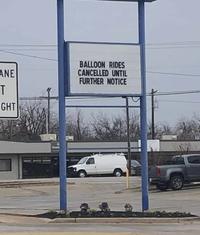 BALLOON RIDES
CANCELLED UNTIL
FURTHER NOTICE
ANE
T
GHT